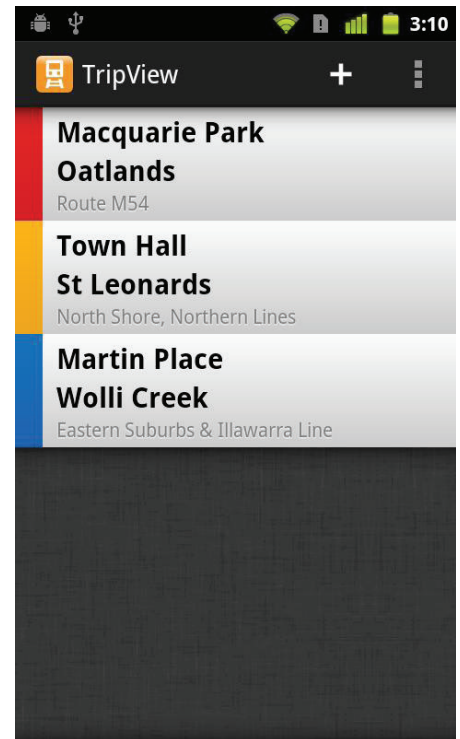 3:10
TripView
Macquarie Park
Oatlands
Route M54
Town Hall
St Leonards
North Shore, Northern Lines
Martin Place
Wolli Creek
Eastern Suburbs & Illawarra Line